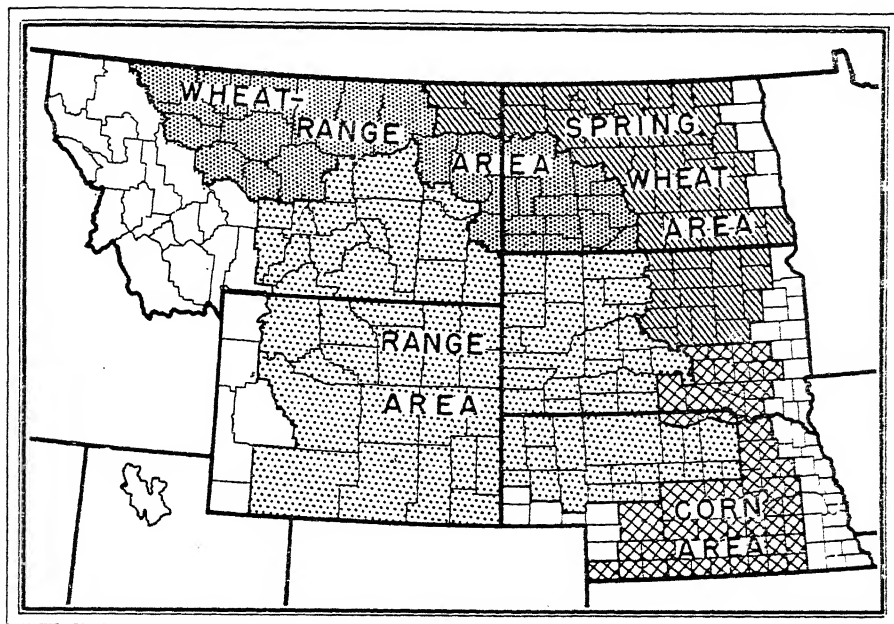 WHEAT-
RANGE
AREA
SPRING
WHEAT
AREA
RANGE
AREA
CORN
AREA